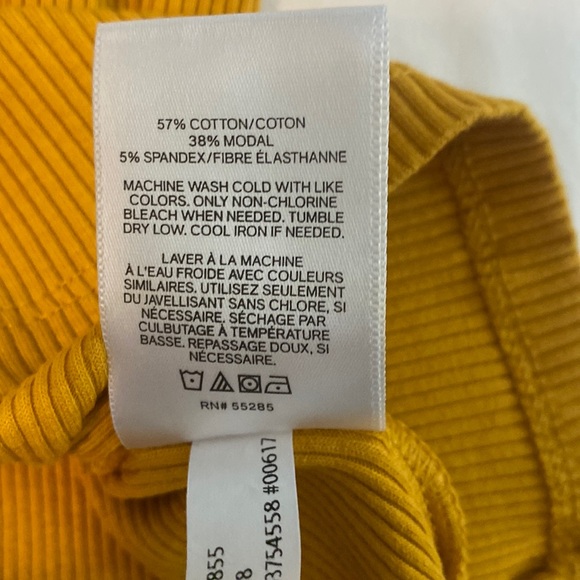 57% COTTON/COTON
38% MODAL
5% SPANDEX/FIBRE ÉLASTHANNE
MACHINE WASH COLD WITH LIKE
COLORS. ONLY NON-CHLORINE
BLEACH WHEN NEEDED. TUMBLE
DRY LOW. COOL IRON IF NEEDED.
LAVER À LA MACHINE
À L'EAU FROIDE AVEC COULEURS
SIMILAIRES. UTILISEZ SEULEMENT
DU JAVELLISANT SANS CHLORE, SI
NÉCESSAIRE. SÉCHAGE PAR
CULBUTAGE À TEMPÉRATURE
BASSE. REPASSAGE DOUX, SI
NÉCESSAIRE.
RN# 55285
855
8
3754558 #00617